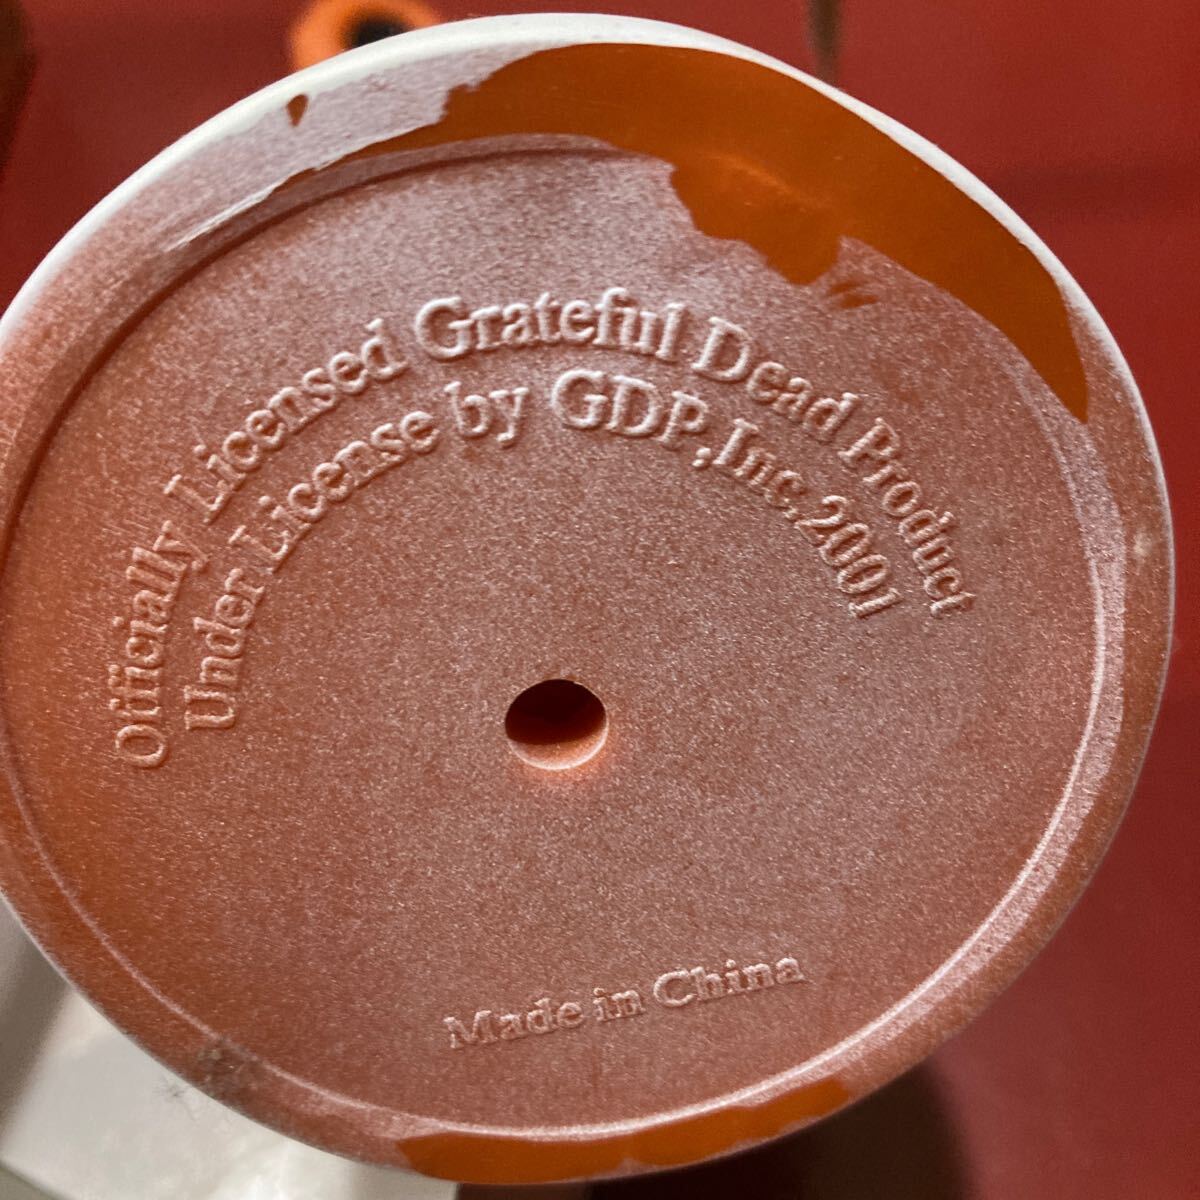 Officially Licensed Grateful Dead Product
Under License by GDP,Inc.2001
Made in China